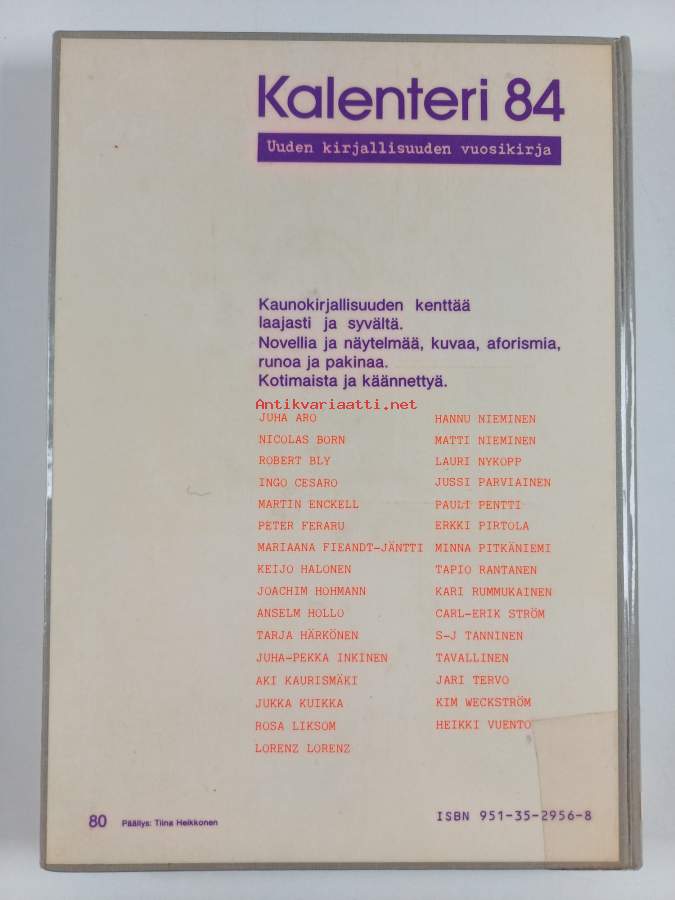 Kalenteri 84
Uuden kirjallisuuden vuosikirja
Kaunokirjallisuuden kenttää
laajasti ja syvältä.
Novellia ja näytelmää, kuvaa, aforismia,
runoa ja pakinaa.
Kotimaista ja käännettyä.
Antikvariaatti.net
JUHA ARO
NICOLAS BORN
ROBERT BLY
INGO CESARO
MARTIN ENCKELL
PETER FERARU
MARIAANA FIEANDT-JÄNTTI
KEIJO HALONEN
JOACHIM HOHMANN
ANSELM HOLLO
TARJA HÄRKÖNEN
JUHA-PEKKA INKINEN
AKI KAURISMÄKI
JUKKA KUIKKA
ROSA LIKSOM
LORENZ LORENZ
HANNU NIEMINEN
MATTI NIEMINEN
LAURI NYKOPP
JUSSI PARVIAINEN
PAULI PENTTI
ERKKI PIRTOLA
MINNA PITKÄNIEMI
TAPIO RANTANEN
KARI RUMMUKAINEN
CARL-ERIK STRÖM
S-J TANNINEN
TAVALLINEN
JARI TERVO
KIM WECKSTRÖM
HEIKKI VUENTO
80 Päällys: Tiina Heikkonen
ISBN 951-35-2956-8